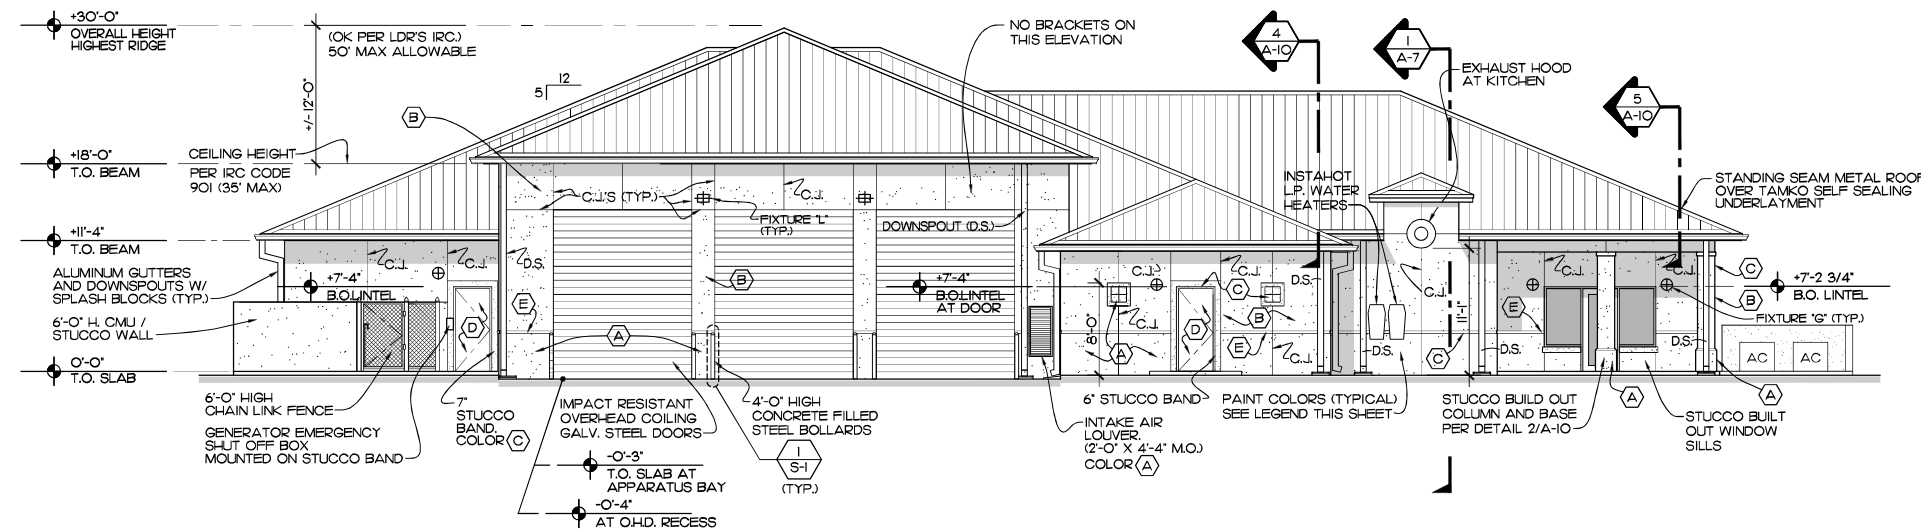 +30'-0"
OVERALL HEIGHT
HIGHEST RIDGE
(OK PER LDR'S IRC.)
50' MAX ALLOWABLE
+/-12'-0"
12
5
B
NO BRACKETS ON
THIS ELEVATION
4
A-10
1
A-7
EXHAUST HOOD
AT KITCHEN
5
A-10
+18'-0"
T.O. BEAM
CEILING HEIGHT
PER IRC CODE
901 (35' MAX)
C.J.'S (TYP.)
C.J.
C.J.
FIXTURE "L"
(TYP.)
DOWNSPOUT (D.S.)
INSTAHOT
L.P. WATER
HEATERS
STANDING SEAM METAL ROOF
OVER TAMKO SELF SEALING
UNDERLAYMENT
+11'-4"
T.O. BEAM
ALUMINUM GUTTERS
AND DOWNSPOUTS W/
SPLASH BLOCKS (TYP.)
6'-0" H. CMU /
STUCCO WALL
C.J.
C.J.
D.S.
+7'-4"
B.O.LINTEL
E
D
B
A
+7'-4"
B.O.LINTEL
AT DOOR
C.J.
C.J.
C
D.S.
C.J.
8'-0"
C.J.
A
D
B
E
C.J.
D.S.
11'-1"
C
D.S.
C.J.
C.J.
C
B
E
+7'-2 3/4"
B.O. LINTEL
FIXTURE "G" (TYP.)
D.S.
AC
AC
0'-0"
T.O. SLAB
6'-0" HIGH
CHAIN LINK FENCE
GENERATOR EMERGENCY
SHUT OFF BOX
MOUNTED ON STUCCO BAND
7"
STUCCO
BAND.
COLOR C
IMPACT RESISTANT
OVERHEAD COILING
GALV. STEEL DOORS
4'-0" HIGH
CONCRETE FILLED
STEEL BOLLARDS
1
S-1
(TYP.)
-0'-3"
T.O. SLAB AT
APPARATUS BAY
-0'-4"
AT O.H.D. RECESS
6" STUCCO BAND
INTAKE AIR
LOUVER.
(2'-0" X 4'-4" M.O.)
COLOR A
PAINT COLORS (TYPICAL)
SEE LEGEND THIS SHEET
STUCCO BUILD OUT
COLUMN AND BASE
PER DETAIL 2/A-10
A
A
STUCCO BUILT
OUT WINDOW
SILLS